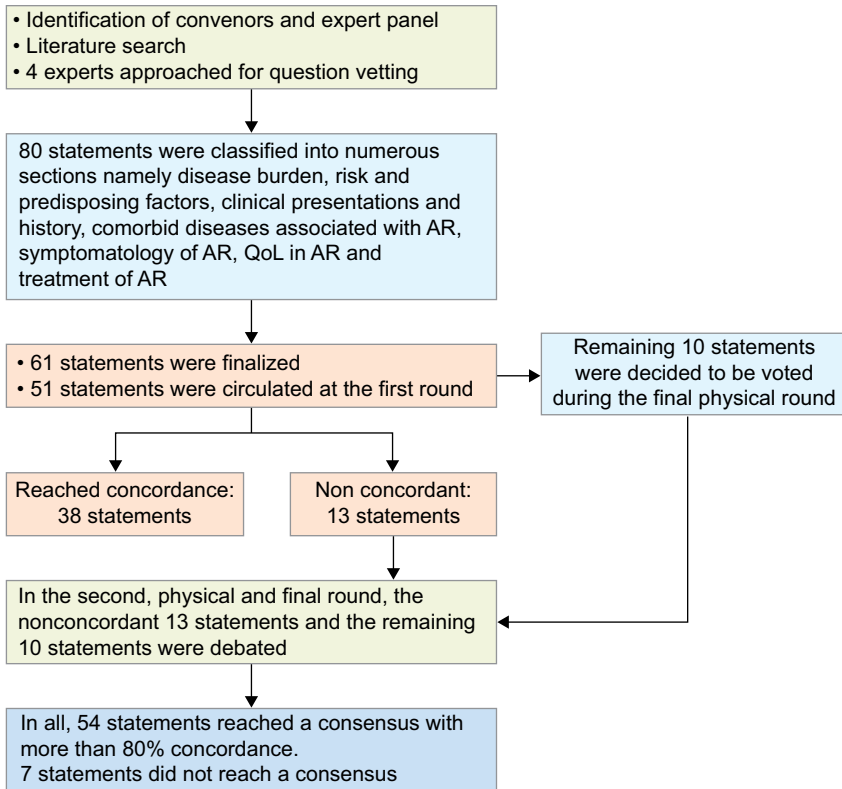 • Identification of convenors and expert panel
• Literature search
• 4 experts approached for question vetting
80 statements were classified into numerous
sections namely disease burden, risk and
predisposing factors, clinical presentations and
history, comorbid diseases associated with AR,
symptomatology of AR, QoL in AR and
treatment of AR
• 61 statements were finalized
• 51 statements were circulated at the first round
Remaining 10 statements
were decided to be voted
during the final physical round
Reached concordance:
38 statements
Non concordant:
13 statements
In the second, physical and final round, the
nonconcordant 13 statements and the remaining
10 statements were debated
In all, 54 statements reached a consensus with
more than 80% concordance.
7 statements did not reach a consensus